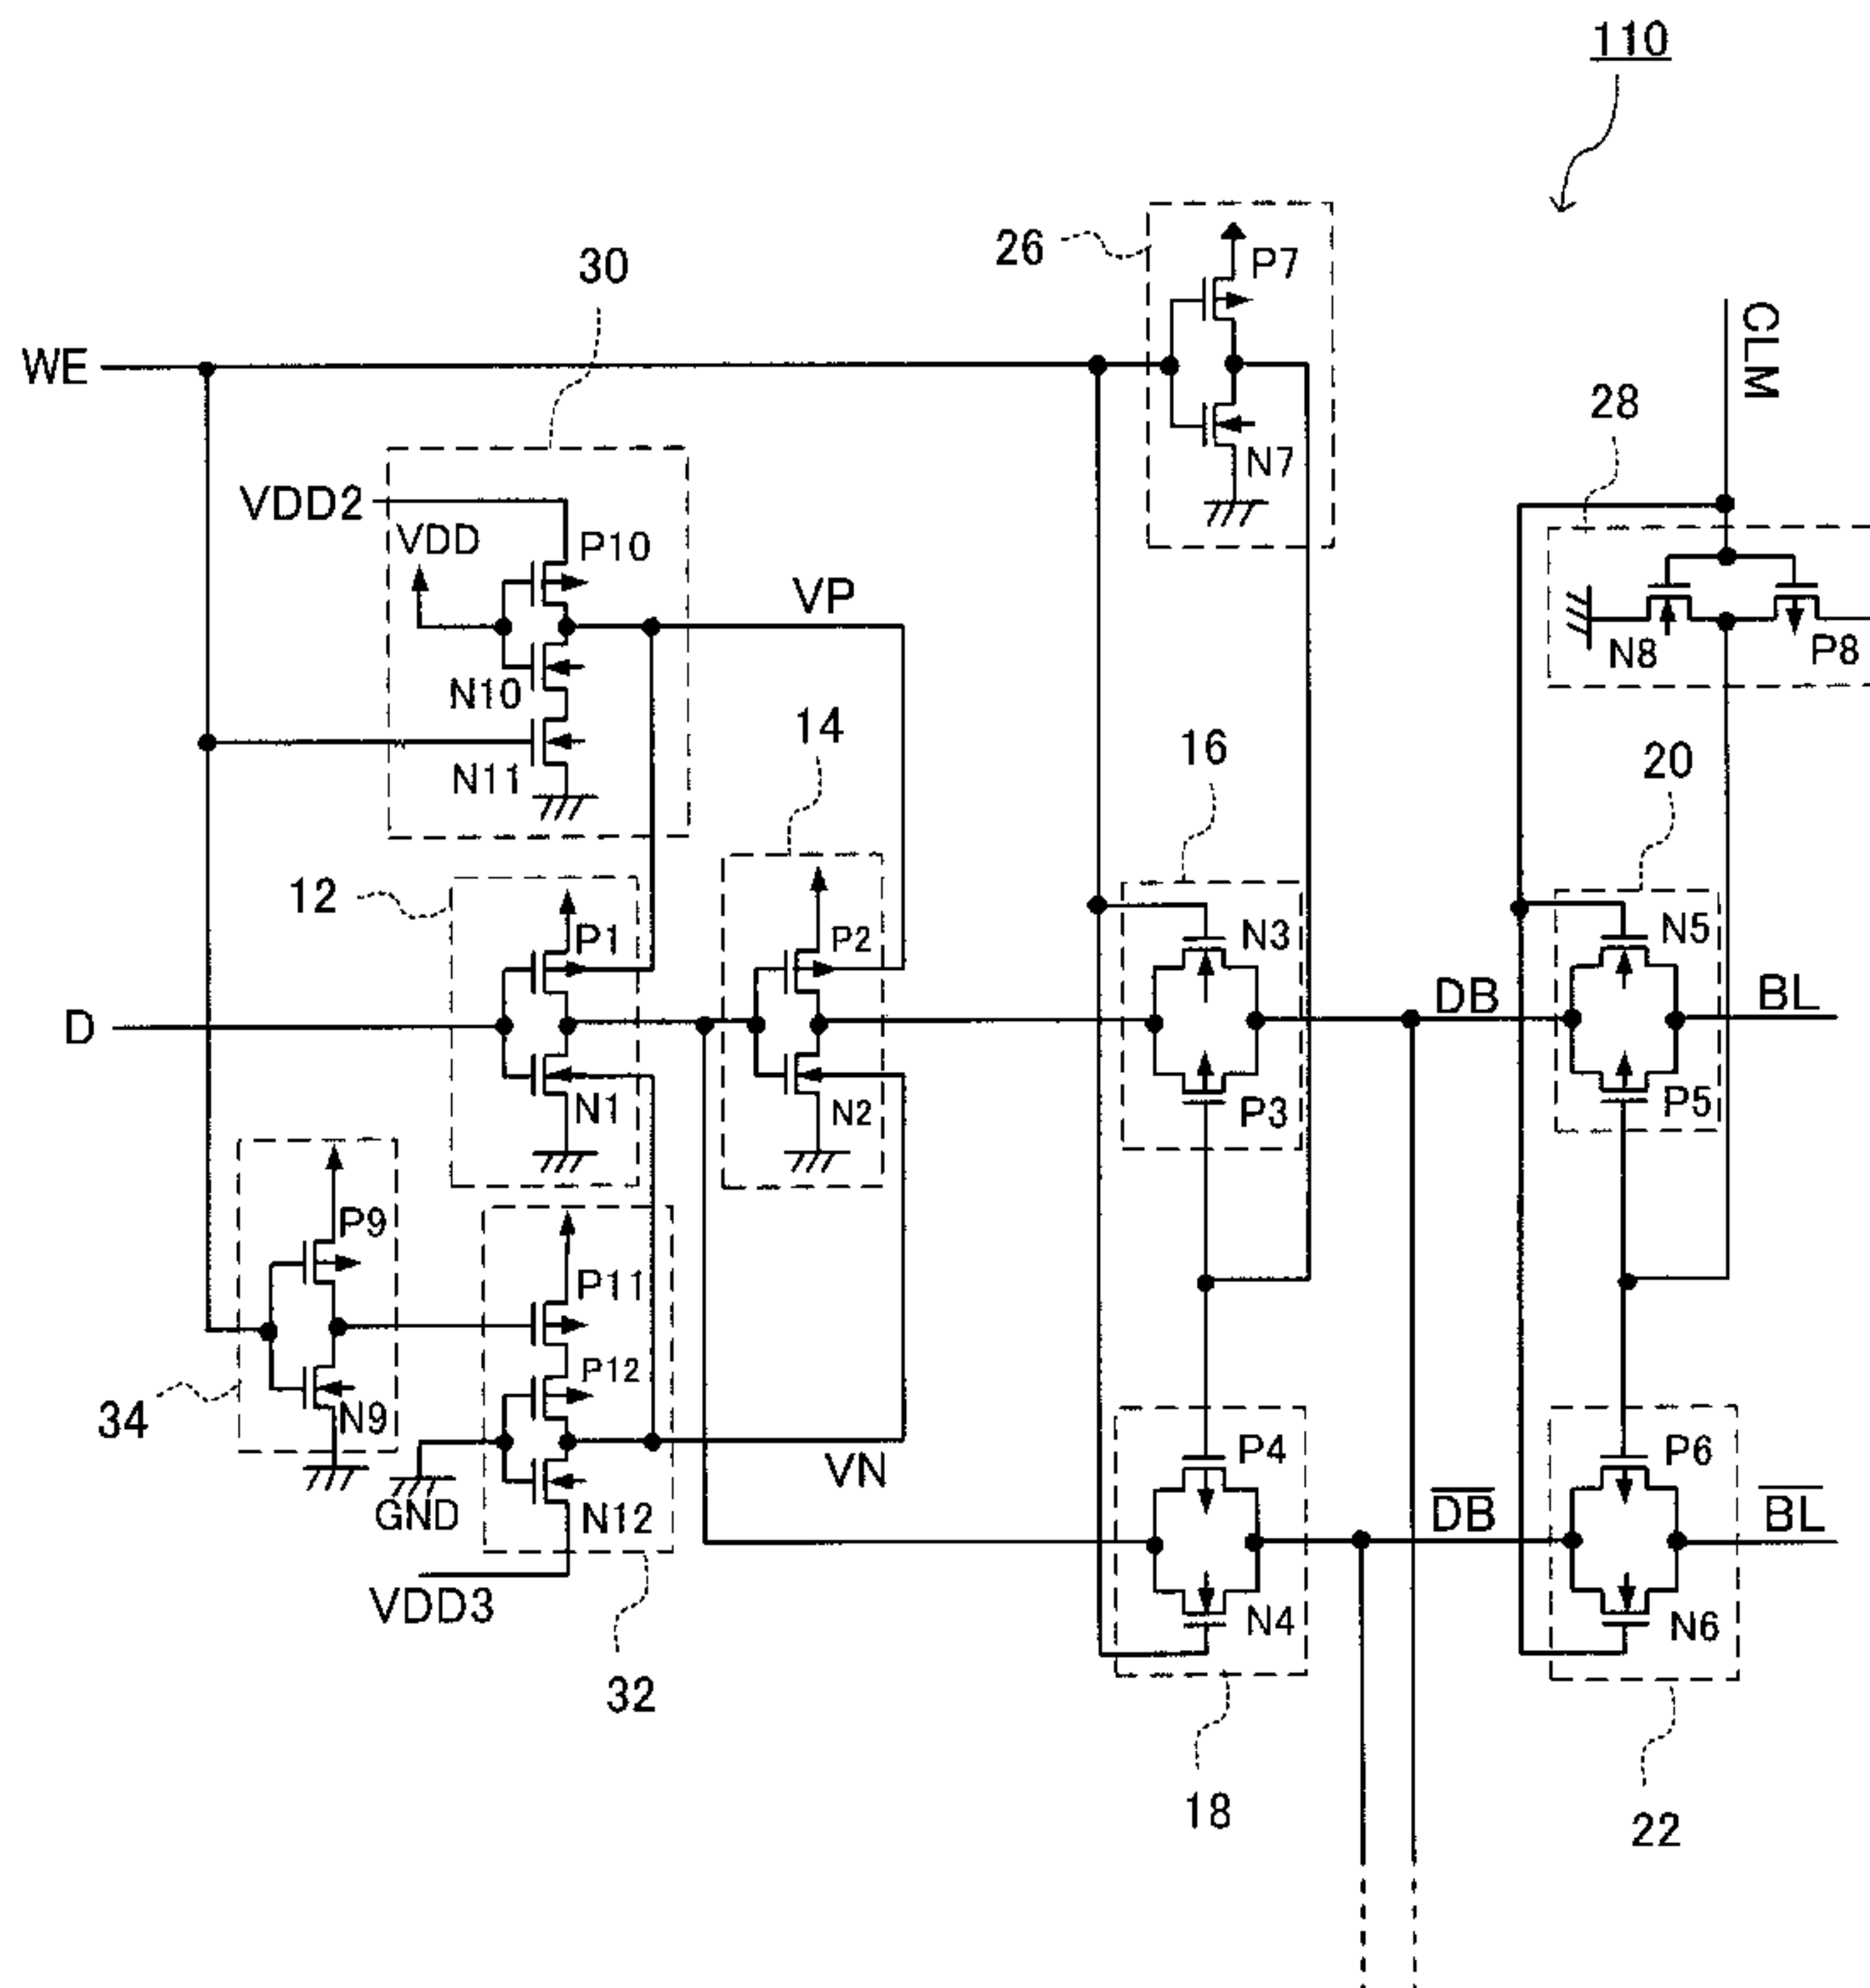 110
26
P7
30
WE
CLM
28
N7
VDD2
VDD
P10
VP
N8
P8
N10
N11
14
16
20
12
P1
P2
N3
N5
D
DB
BL
N1
N2
P3
P5
P9
P11
P12
34
N9
VN
P4
P6
GND
N12
D̅B̅
B̅L̅
VDD3
N4
N6
32
18
22